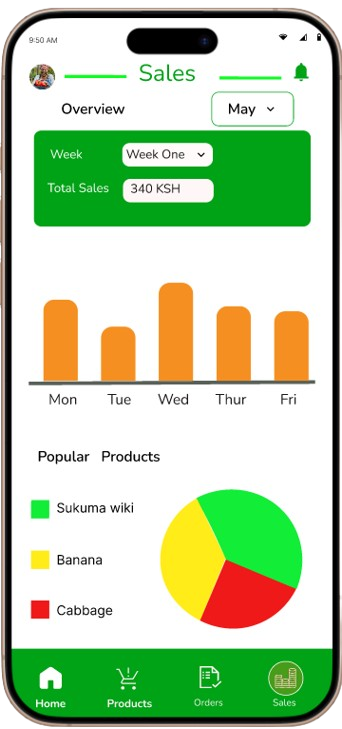 9:50 AM
Sales
Overview
May
Week
Week One
Total Sales
340 KSH
Mon Tue Wed Thur Fri
Popular Products
Sukuma wiki
Banana
Cabbage
Home Products Orders Sales